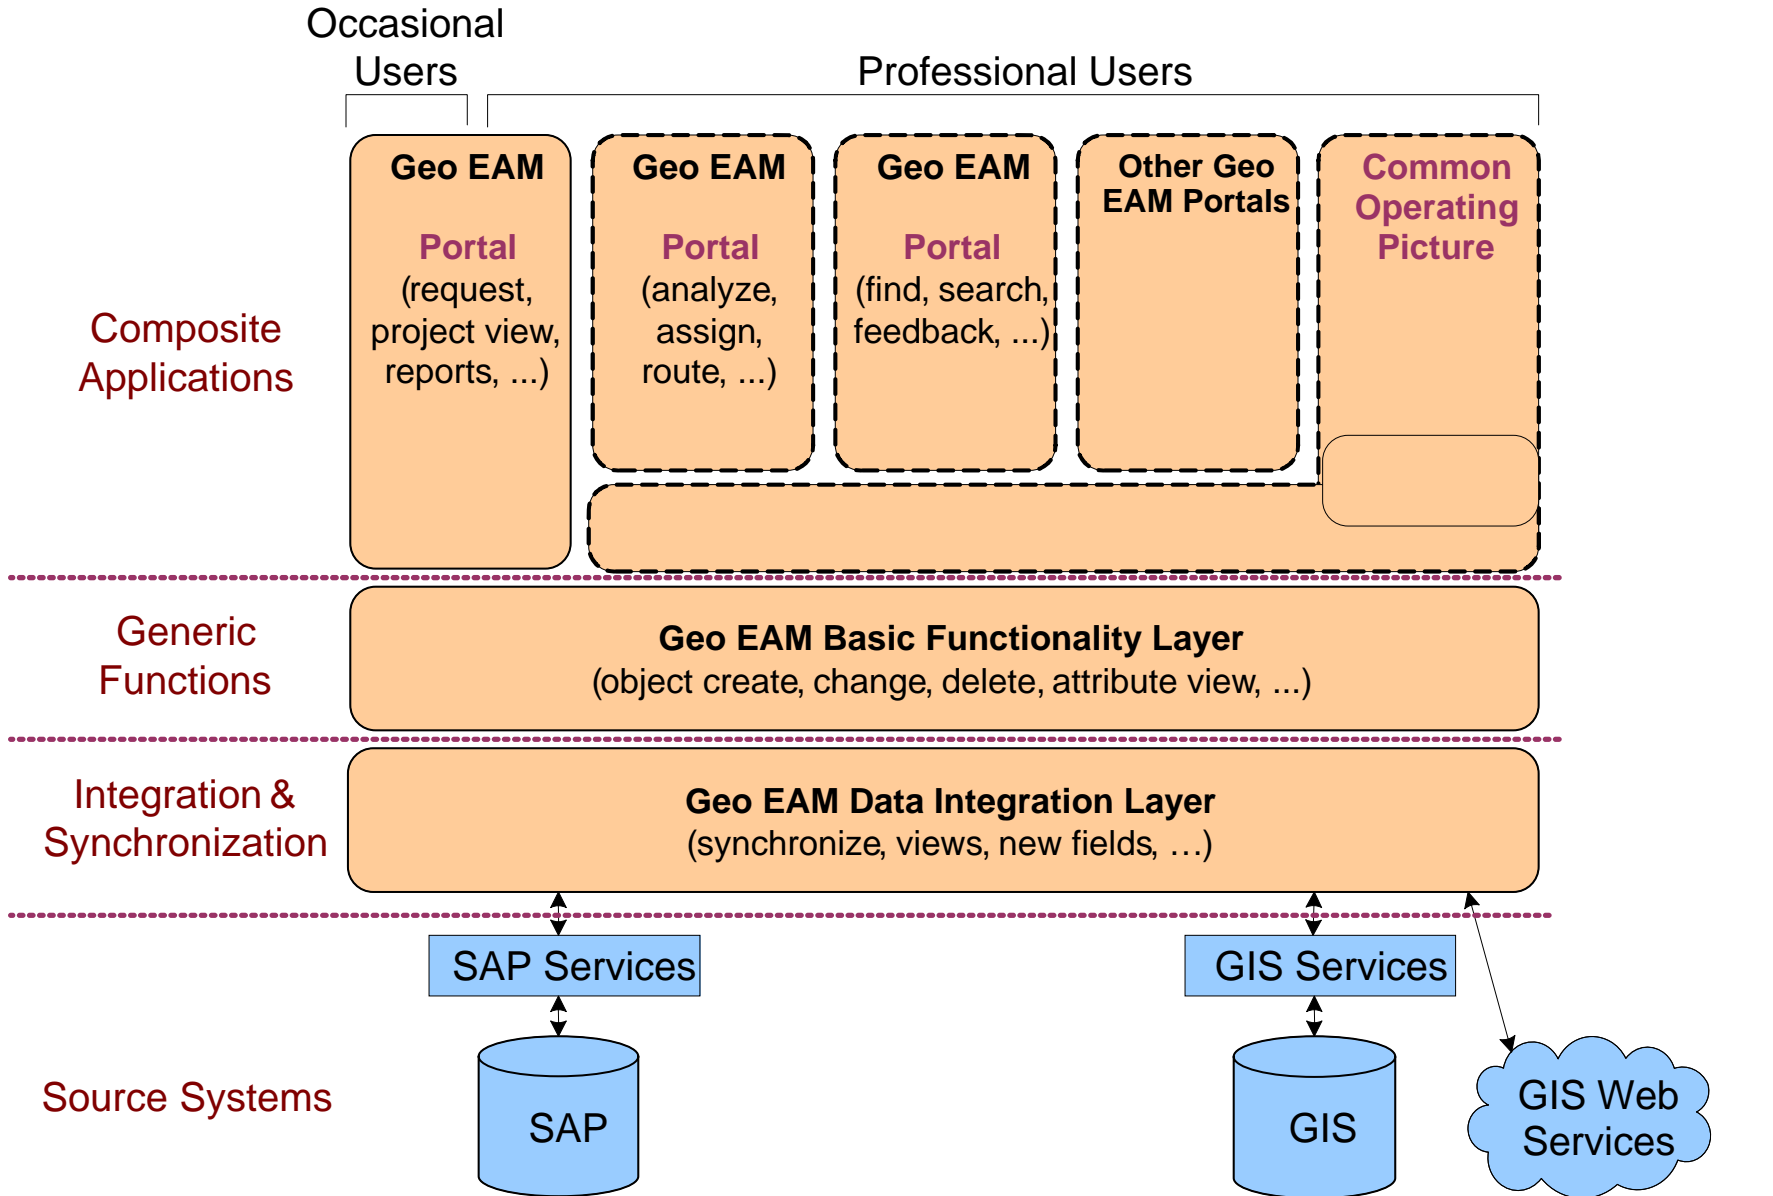 Occasional
Users
Professional Users
Geo EAM
Portal
(request,
project view,
reports, ...)
Geo EAM
Portal
(analyze,
assign,
route, ...)
Geo EAM
Portal
(find, search,
feedback, ...)
Other Geo
EAM Portals
Common
Operating
Picture
Composite
Applications
Generic
Functions
Geo EAM Basic Functionality Layer
(object create, change, delete, attribute view, ...)
Integration &
Synchronization
Geo EAM Data Integration Layer
(synchronize, views, new fields, …)
SAP Services
GIS Services
Source Systems
SAP
GIS
GIS Web
Services